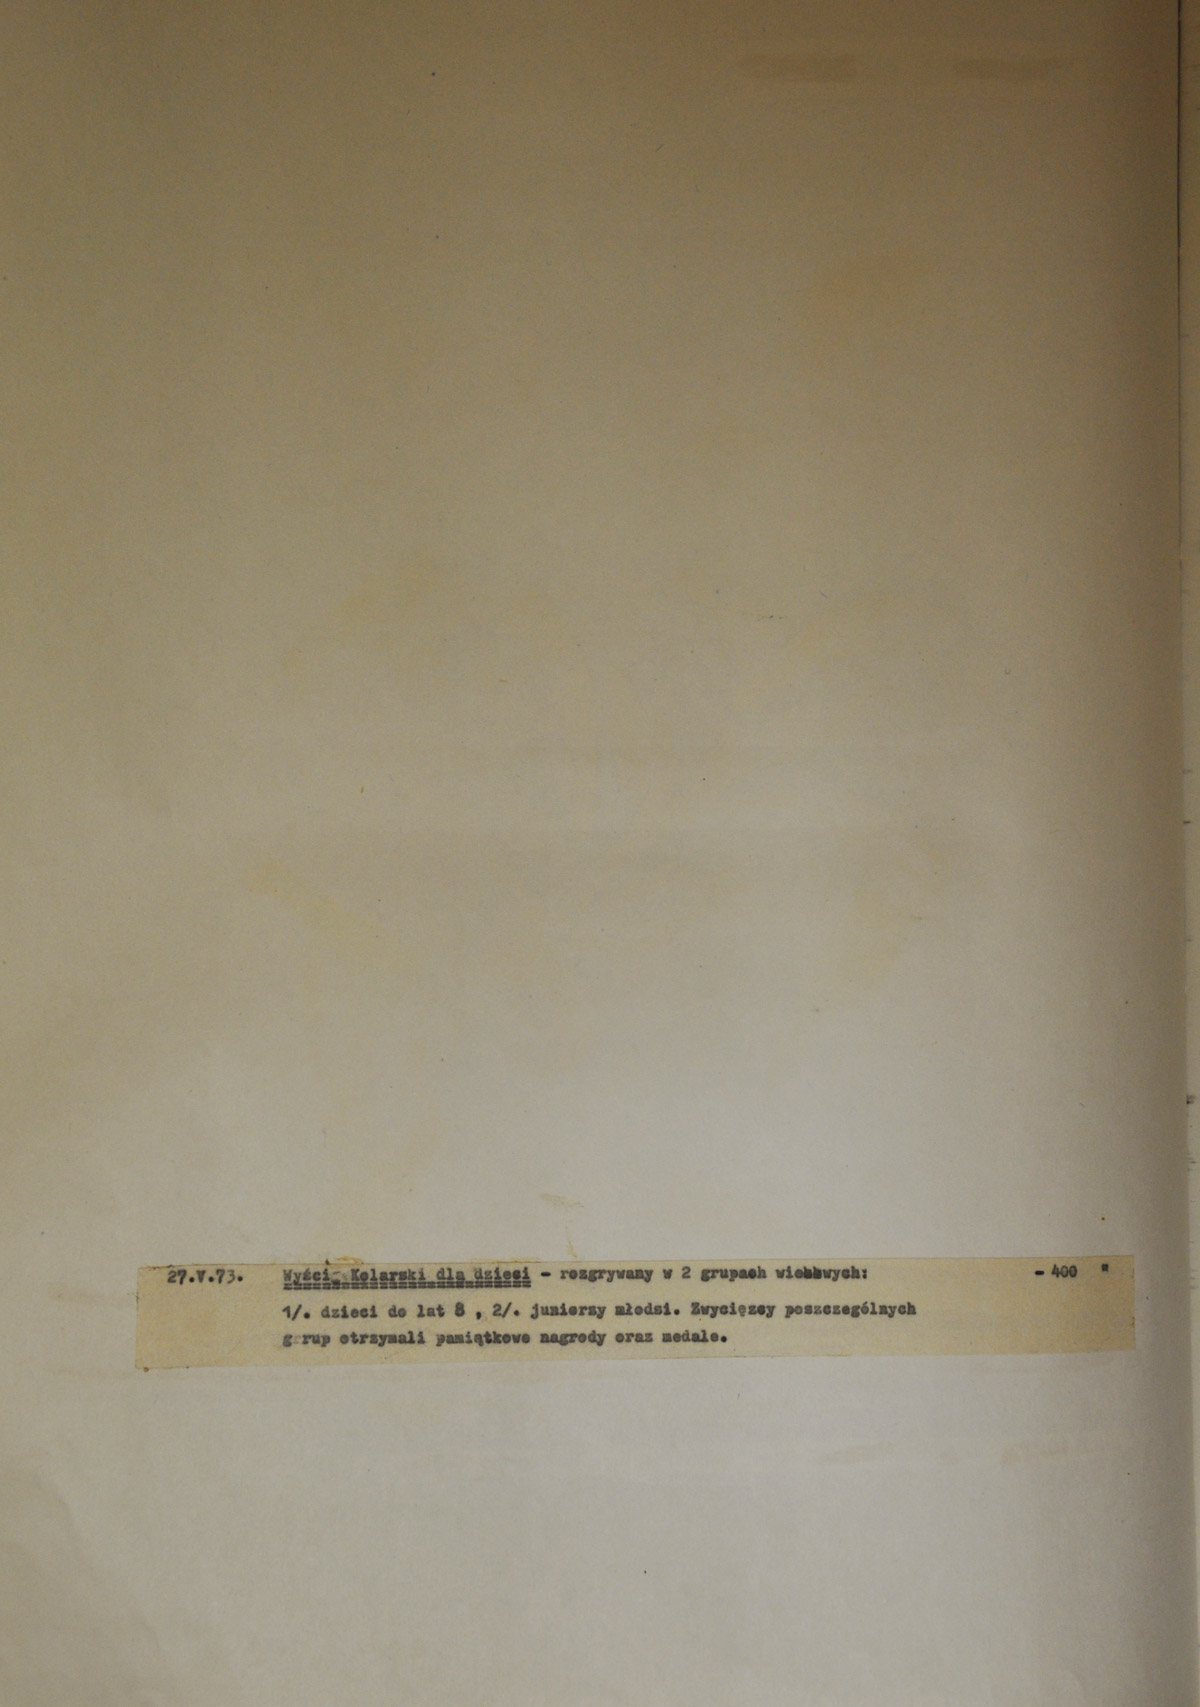 27.V.73. Wyścig Kolarski dla dzieci - rozgrywany w 2 grupach wiekowych: - 400 "
1/. dzieci do lat 8 , 2/. juniorzy młodsi. Zwycięzcy poszczególnych
grup otrzymali pamiątkowe nagrody oraz medale.